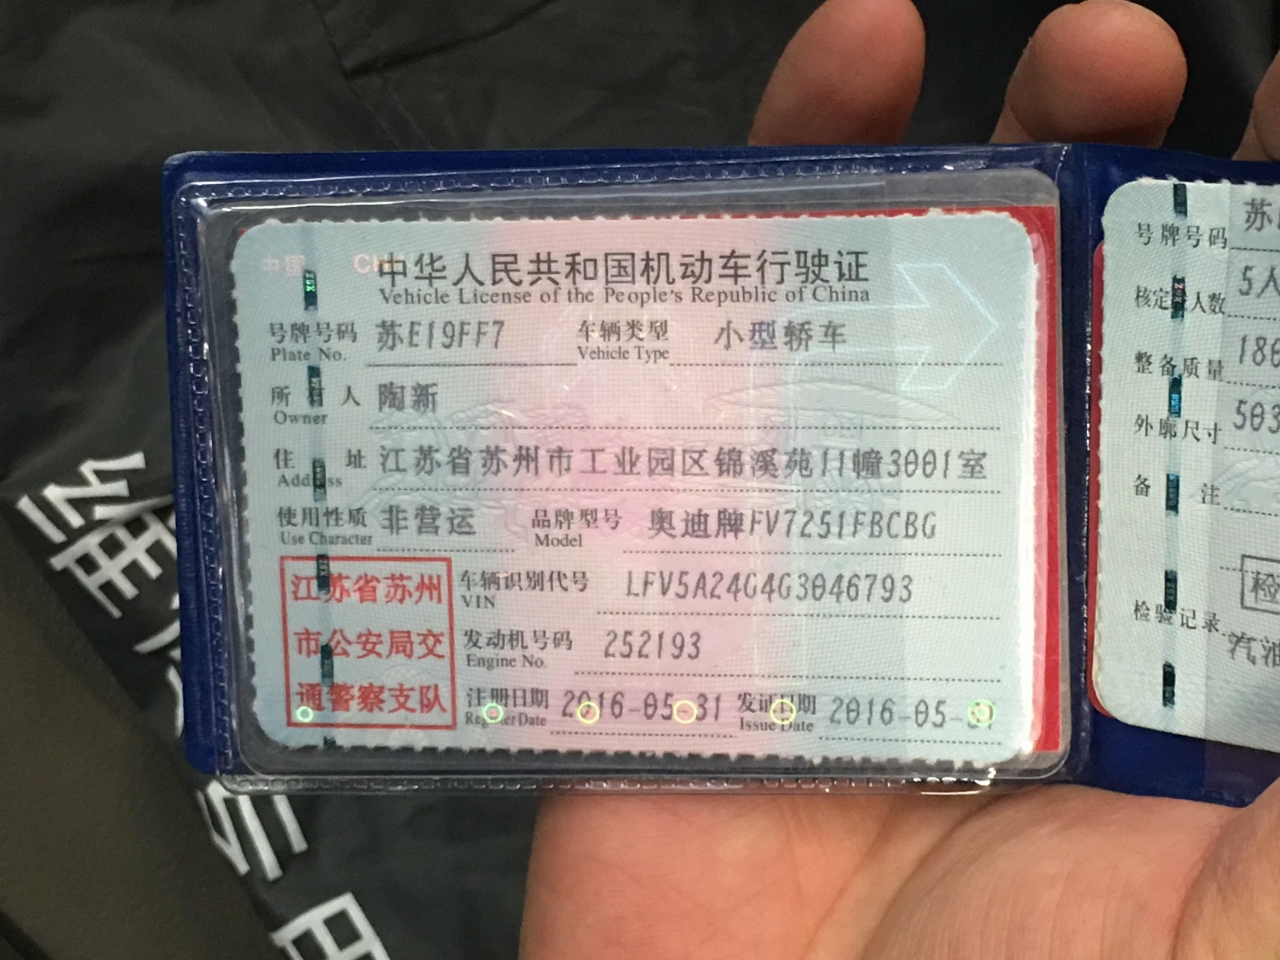 中华人民共和国机动车行驶证
Vehicle License of the People's Republic of China
号牌号码 苏E19FF7 车辆类型 小型轿车
Plate No. Vehicle Type
所有人 陶新
Owner
住址 江苏省苏州市工业园区锦溪苑11幢3001室
Address
使用性质 非营运 品牌型号 奥迪牌FV7251FBCBG
Use Character Model
江苏省苏州
市公安局交
通警察支队
车辆识别代号 LFV5A24G4G3046793
VIN
发动机号码 252193
Engine No.
注册日期 2016-05-31 发证日期 2016-05-31
Register Date Issue Date
号牌号码 苏
核定载人数 5人
整备质量 186
外廓尺寸 503
备注
检验记录
检
汽油